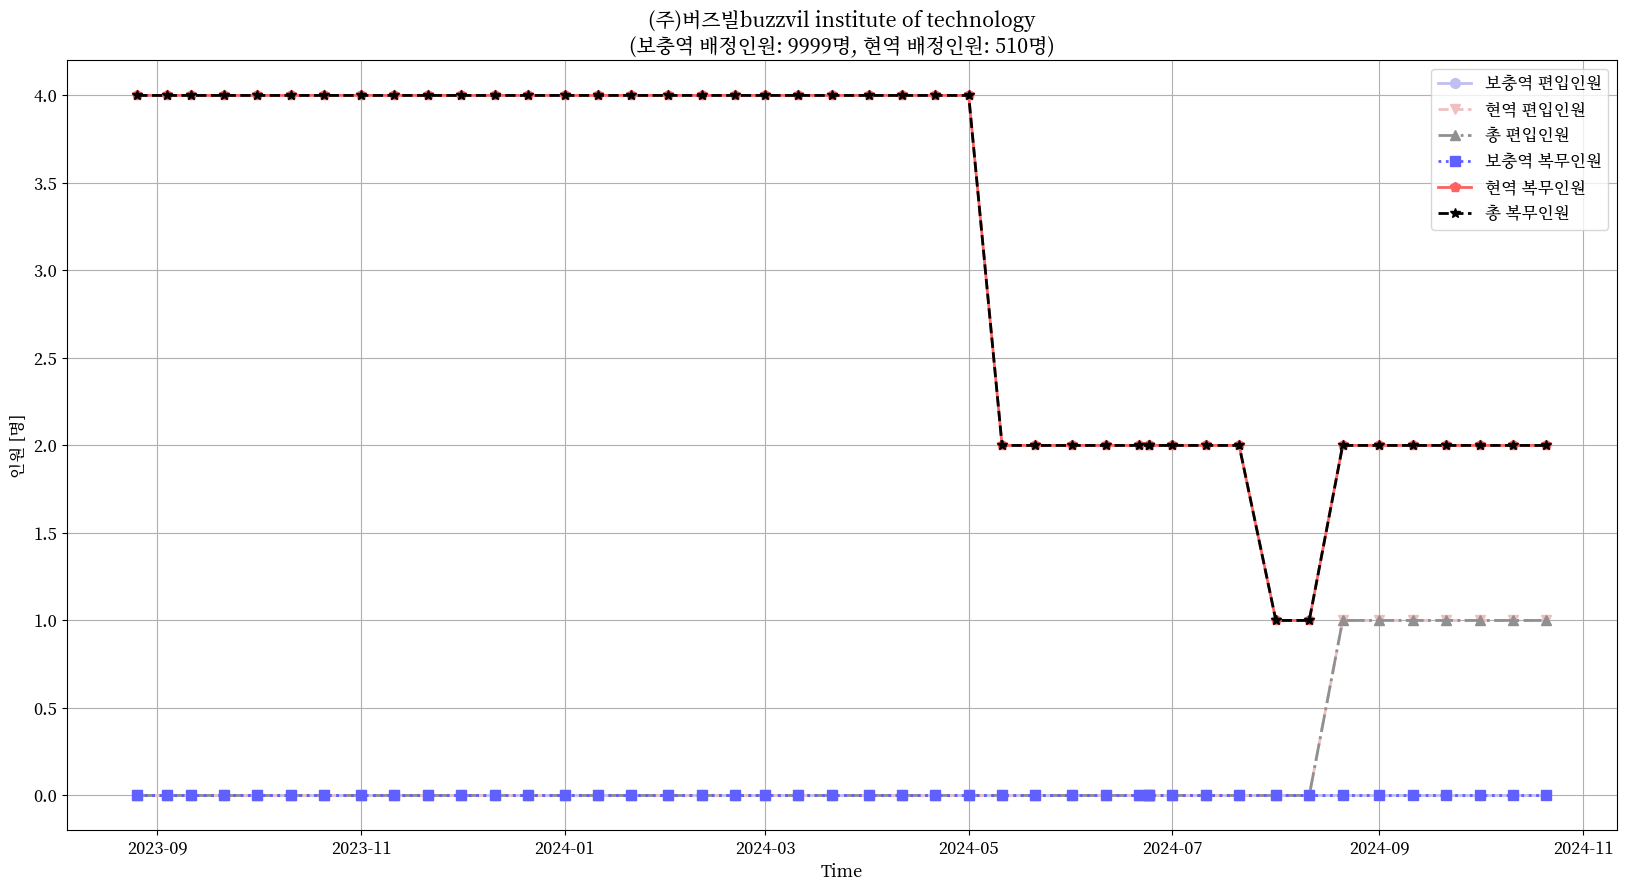 (주)버즈빌buzzvil institute of technology
(보충역 배정인원: 9999명, 현역 배정인원: 510명)
보충역 편입인원
현역 편입인원
총 편입인원
보충역 복무인원
현역 복무인원
총 복무인원
인원 [명]
4.0
3.5
3.0
2.5
2.0
1.5
1.0
0.5
0.0
2023-09
2023-11
2024-01
2024-03
2024-05
2024-07
2024-09
2024-11
Time